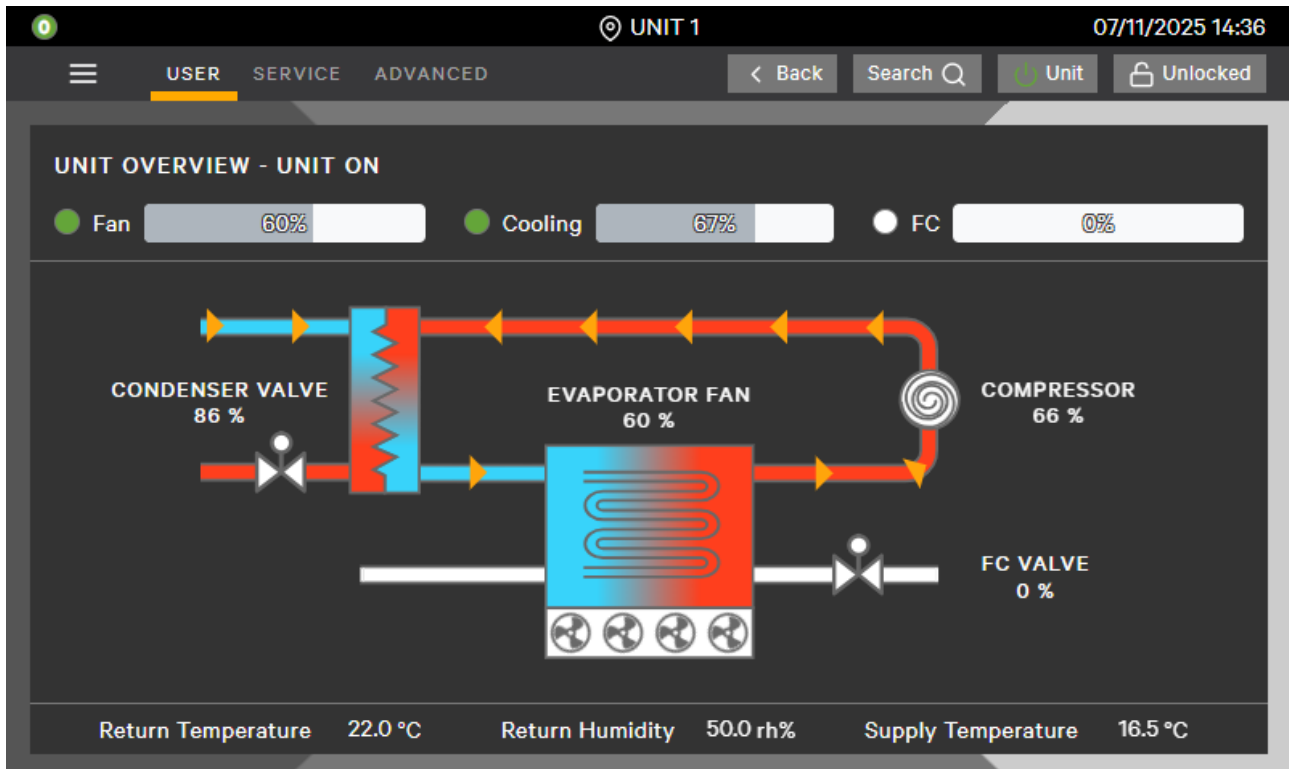 0 UNIT 1 07/11/2025 14:36
USER SERVICE ADVANCED Back Search Unit Unlocked
UNIT OVERVIEW - UNIT ON
Fan 60% Cooling 67% FC 0%
CONDENSER VALVE
86 %
EVAPORATOR FAN
60 %
COMPRESSOR
66 %
FC VALVE
0 %
Return Temperature 22.0 °C Return Humidity 50.0 rh% Supply Temperature 16.5 °C